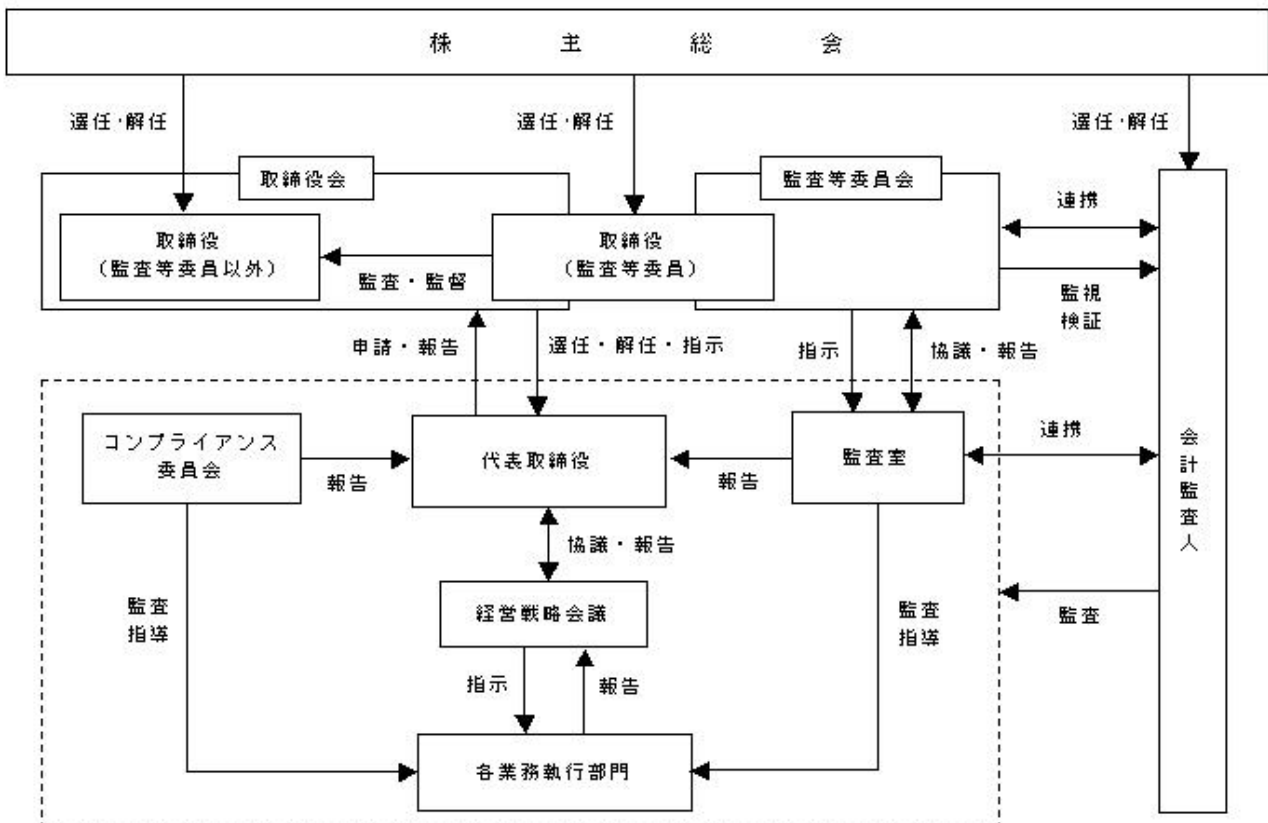 株主総会
選任・解任
選任・解任
選任・解任
取締役会
監査等委員会
取締役
（監査等委員以外）
監査・監督
取締役
（監査等委員）
連携
監視
検証
申請・報告
選任・解任・指示
指示
協議・報告
コンプライアンス
委員会
報告
代表取締役
報告
監査室
連携
会計監査人
協議・報告
監査
指導
経営戦略会議
監査
指導
監査
指示
報告
各業務執行部門